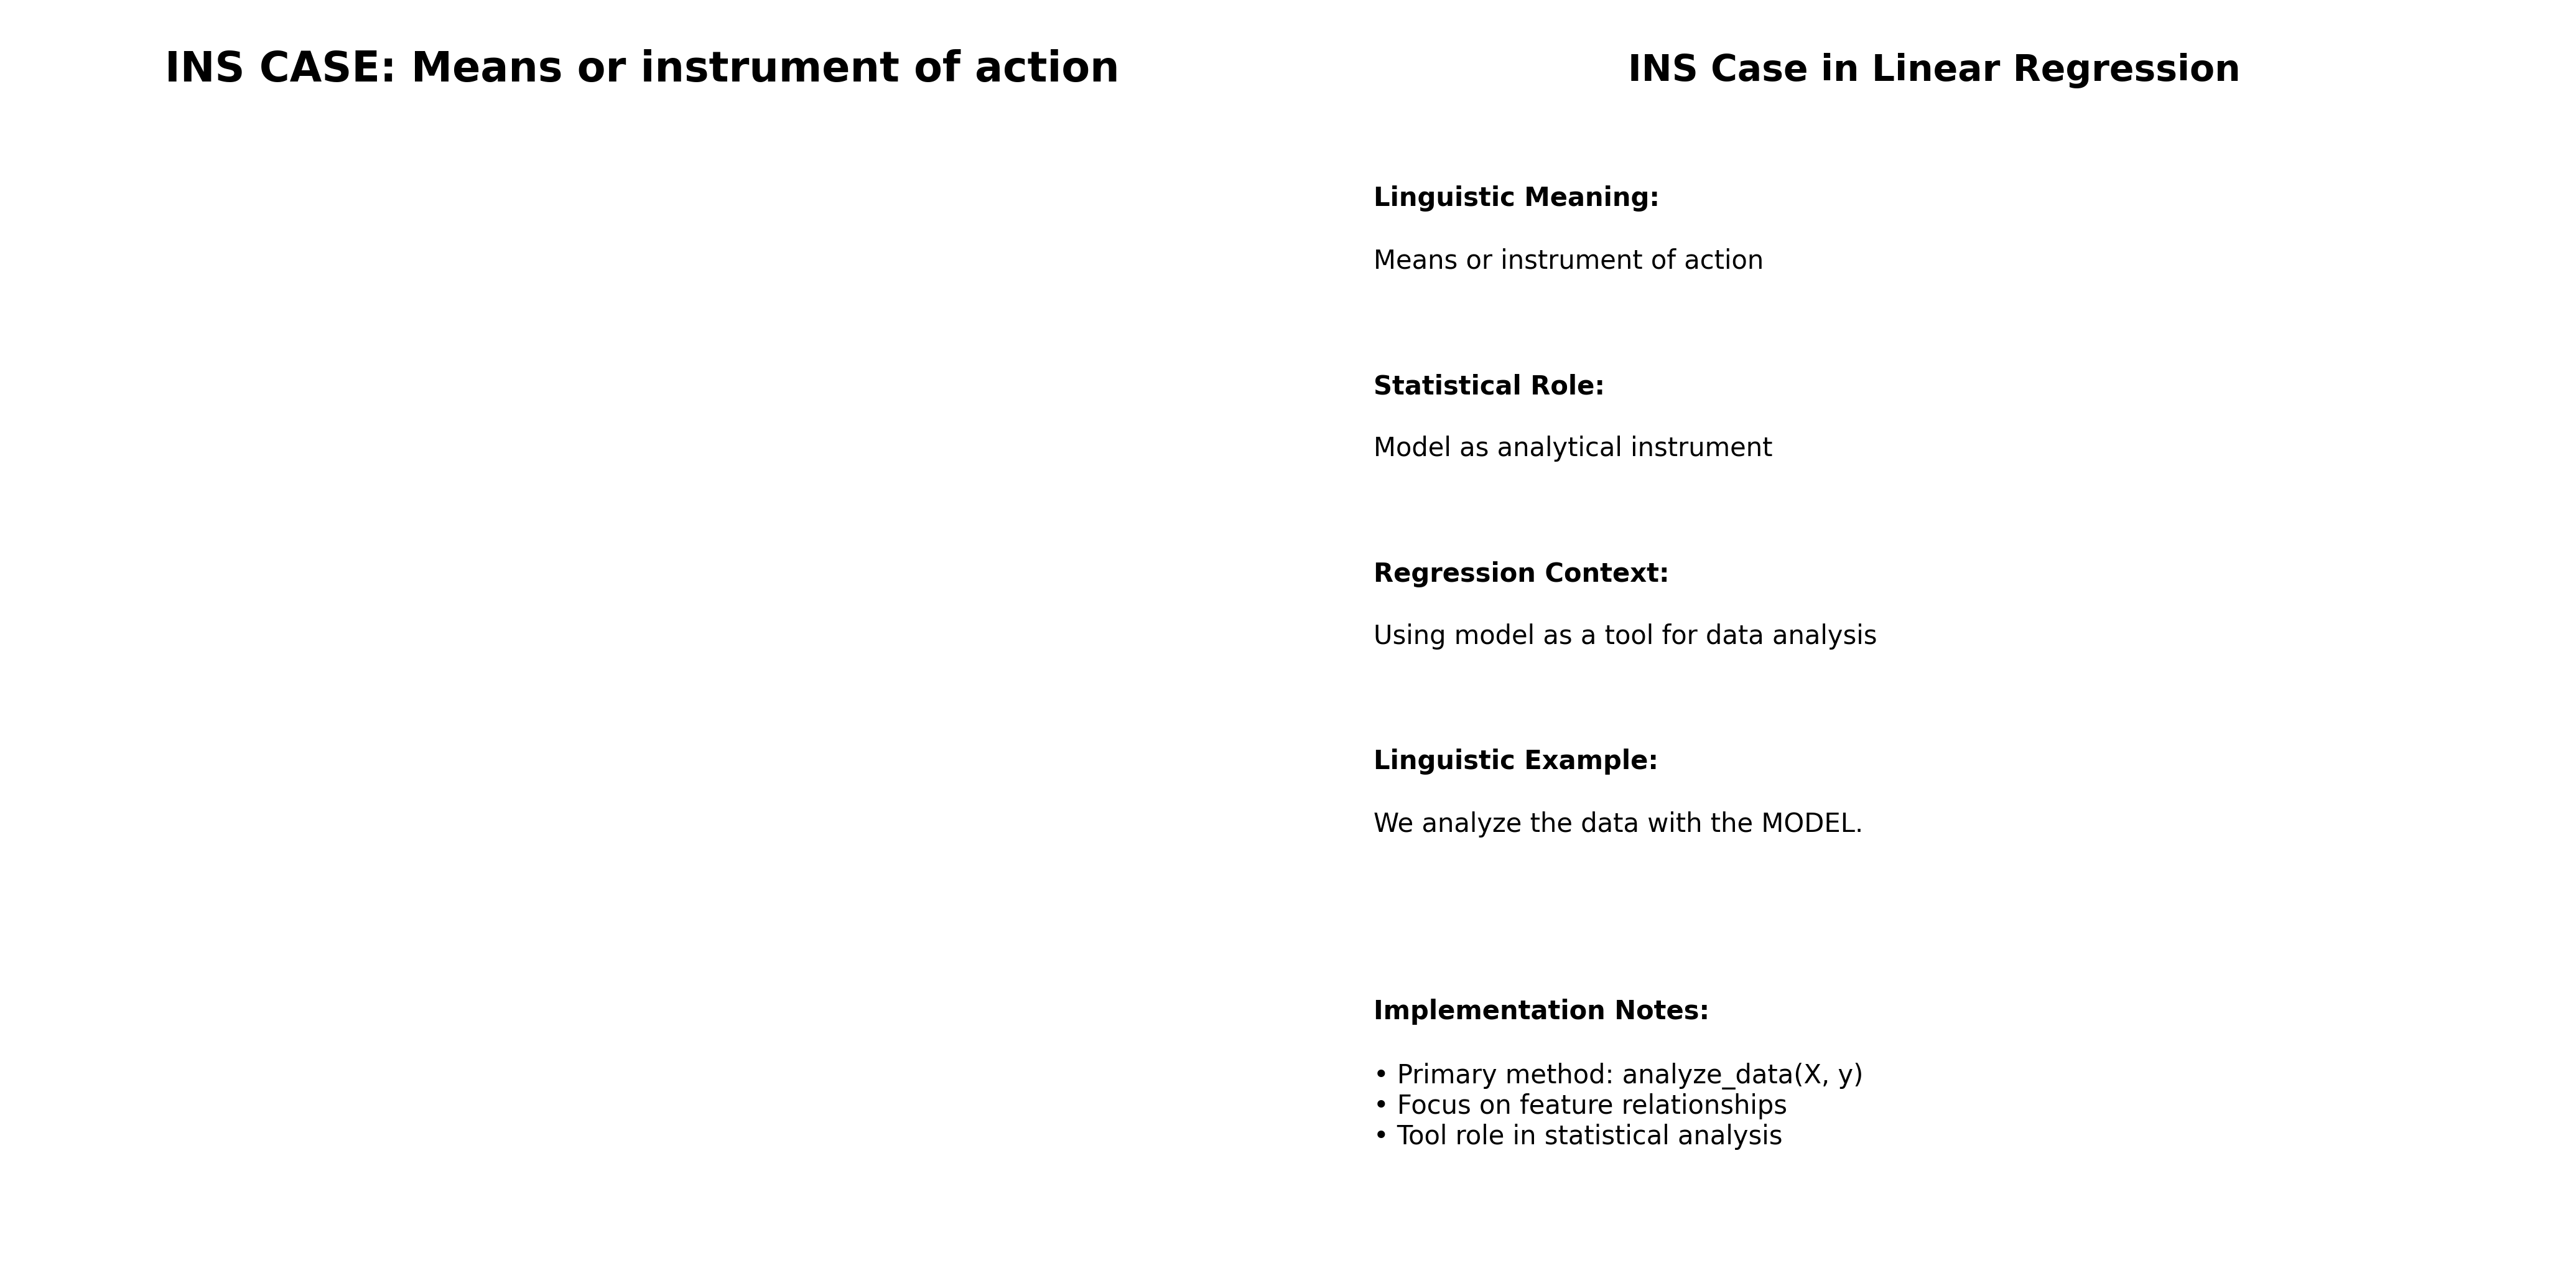 INS CASE: Means or instrument of action
INS Case in Linear Regression
Linguistic Meaning:
Means or instrument of action
Statistical Role:
Model as analytical instrument
Regression Context:
Using model as a tool for data analysis
Linguistic Example:
We analyze the data with the MODEL.
Implementation Notes:
• Primary method: analyze_data(X, y)
• Focus on feature relationships
• Tool role in statistical analysis